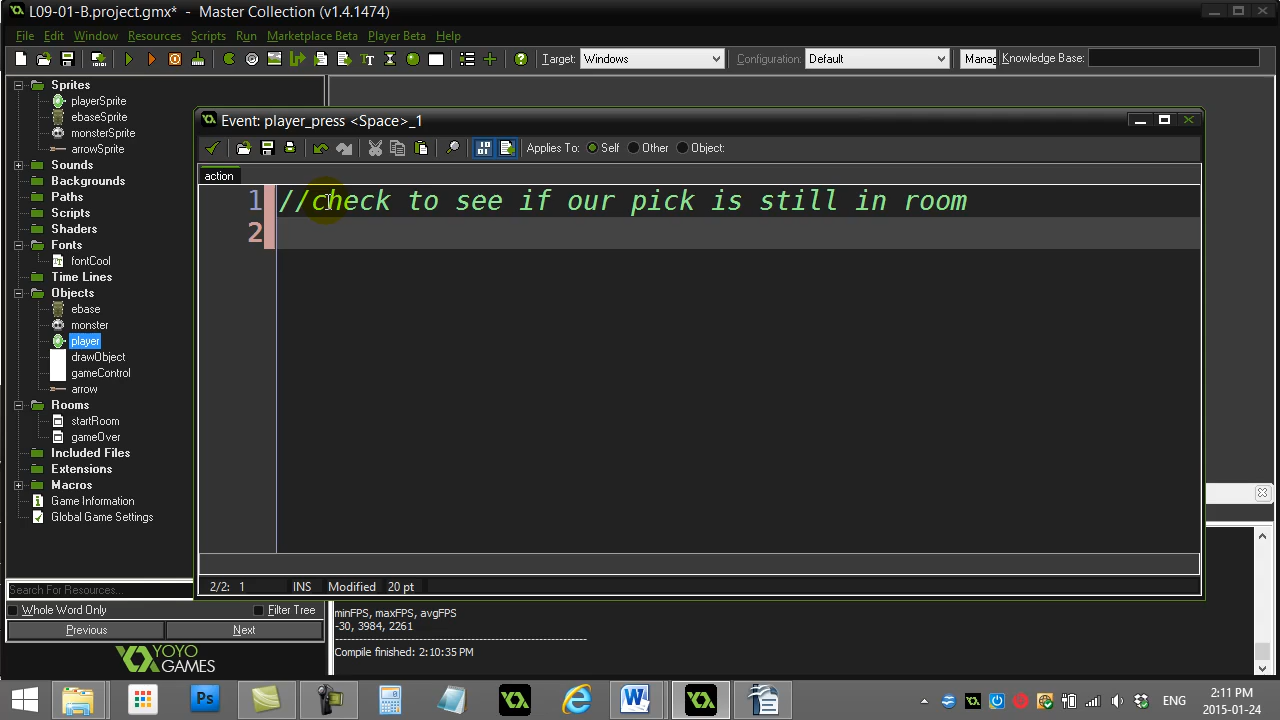 L09-01-B.project.gmx* - Master Collection (v1.4.1474)
File Edit Window Resources Scripts Run Marketplace Beta Player Beta Help
Target: Windows Configuration: Default Manag Knowledge Base:
Sprites
playerSprite
ebaseSprite
monsterSprite
arrowSprite
Sounds
Backgrounds
Paths
Scripts
Shaders
Fonts
fontCool
Time Lines
Objects
ebase
monster
player
drawObject
gameControl
arrow
Rooms
startRoom
gameOver
Included Files
Extensions
Macros
Game Information
Global Game Settings
Search For Resources...
Whole Word Only Filter Tree
Previous Next
YOYO
GAMES
Event: player_press <Space>_1
Applies To: Self Other Object:
action
1 //check to see if our pick is still in room
2
2/2: 1 INS Modified 20 pt
minFPS, maxFPS, avgFPS
-30, 3984, 2261
Compile finished: 2:10:35 PM
ENG
2:11 PM
2015-01-24